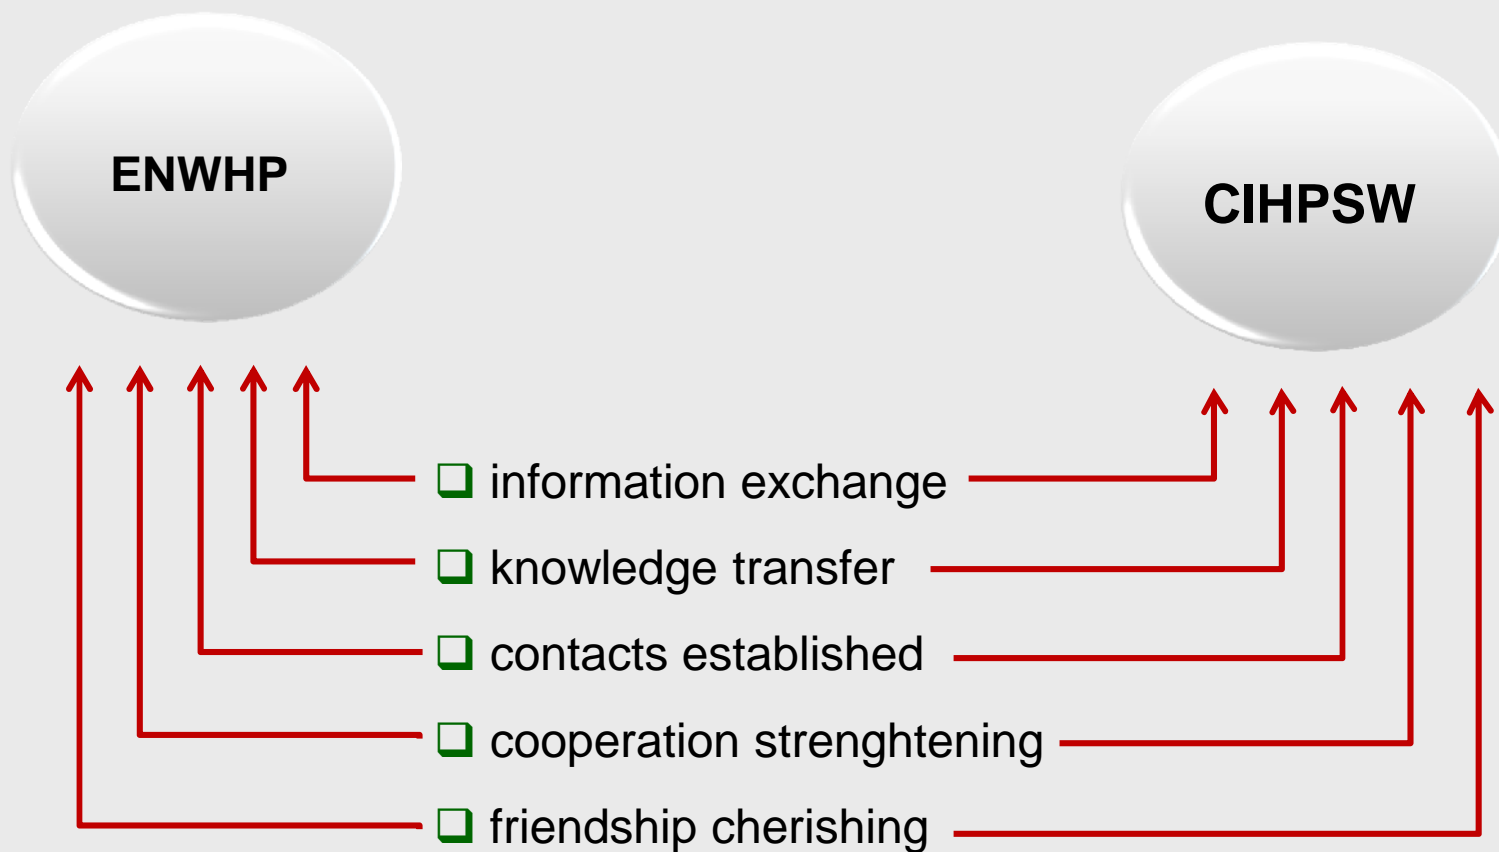 ENWHP
CIHPSW
information exchange
knowledge transfer
contacts established
cooperation strenghtening
friendship cherishing